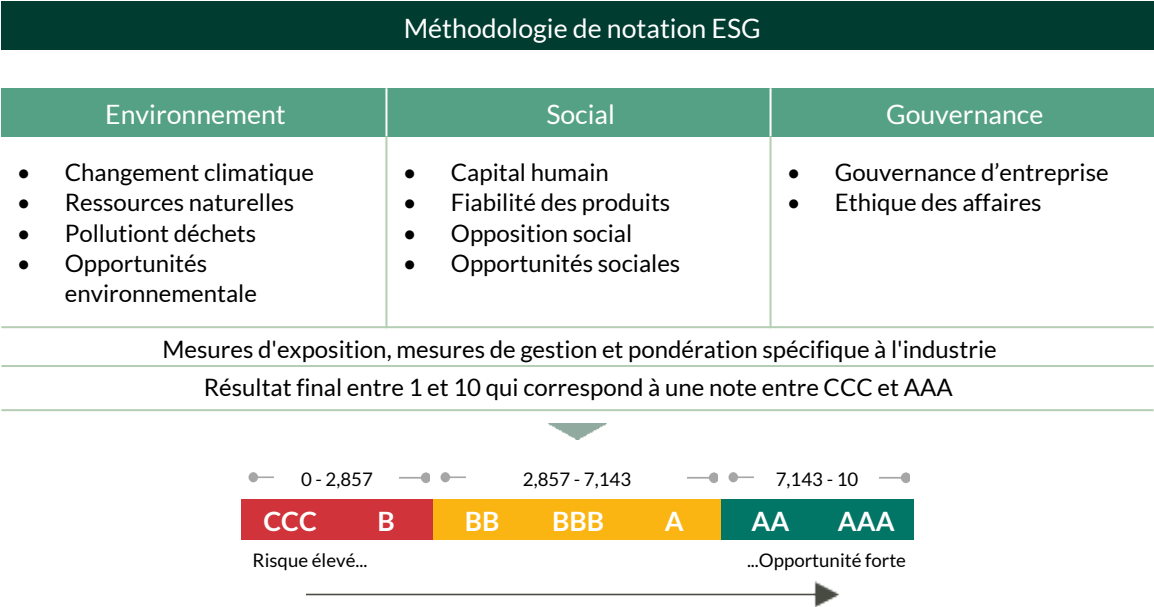 Méthodologie de notation ESG
Environnement
Social
Gouvernance
• Changement climatique
• Ressources naturelles
• Pollutiont déchets
• Opportunités
environnementale
• Capital humain
• Fiabilité des produits
• Opposition social
• Opportunités sociales
• Gouvernance d’entreprise
• Ethique des affaires
Mesures d'exposition, mesures de gestion et pondération spécifique à l'industrie
Résultat final entre 1 et 10 qui correspond à une note entre CCC et AAA
0 - 2,857
2,857 - 7,143
7,143 - 10
CCC B BB BBB A AA AAA
Risque élevé...
...Opportunité forte